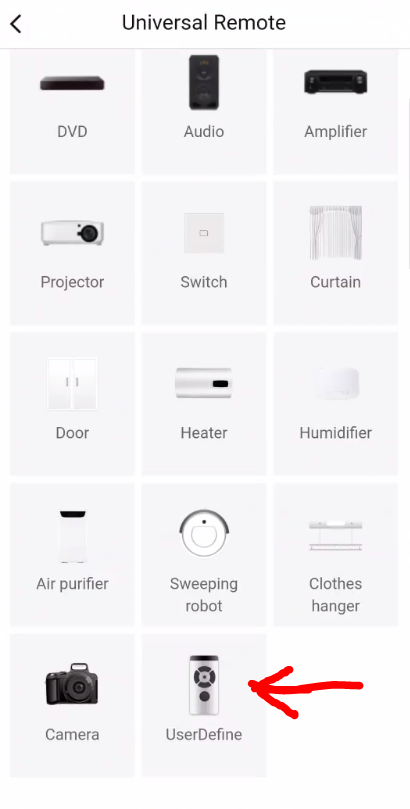 Universal Remote
DVD
Audio
Amplifier
Projector
Switch
Curtain
Door
Heater
Humidifier
Air purifier
Sweeping
robot
Clothes
hanger
Camera
UserDefine